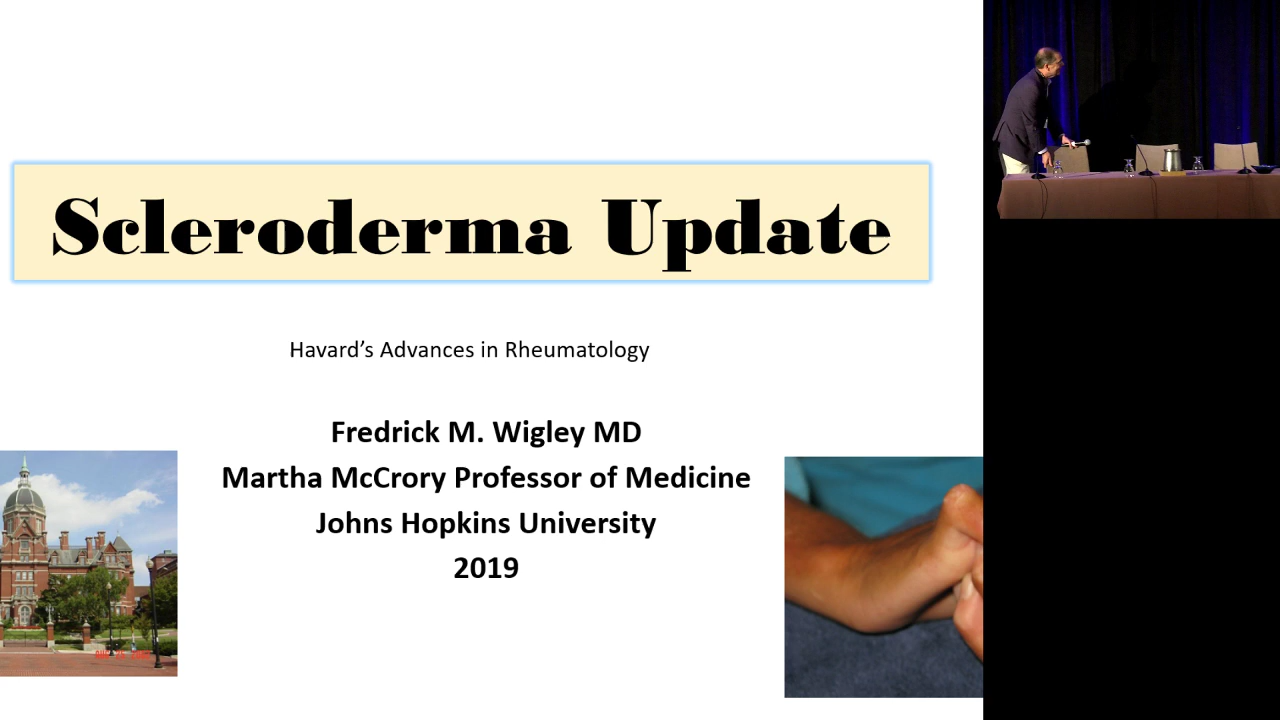 Scleroderma Update
Havard's Advances in Rheumatology
Fredrick M. Wigley MD
Martha McCrory Professor of Medicine
Johns Hopkins University
2019